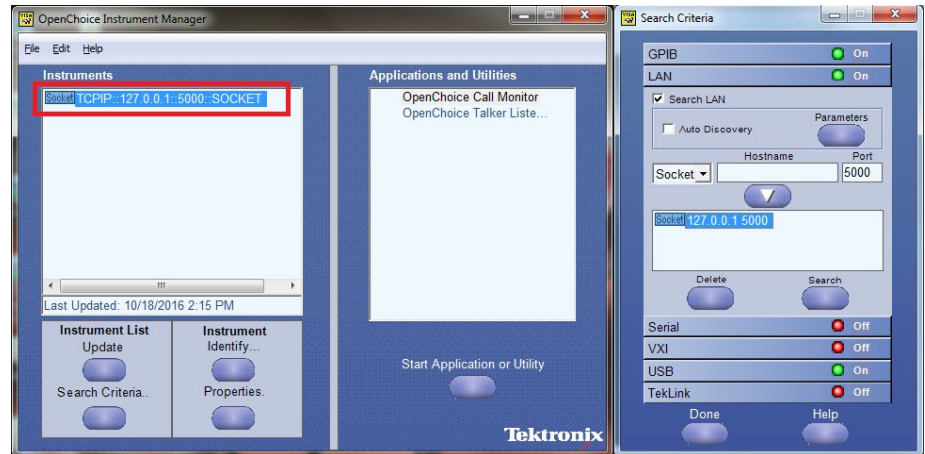 OpenChoice Instrument Manager
File Edit Help
Instruments
Socket TCPIP::127.0.0.1::5000::SOCKET
Last Updated: 10/18/2016 2:15 PM
Instrument List
Update
Search Criteria..
Instrument
Identify...
Properties.
Applications and Utilities
OpenChoice Call Monitor
OpenChoice Talker Liste...
Start Application or Utility
Tektronix
Search Criteria
GPIB On
LAN On
Search LAN
Auto Discovery
Parameters
Hostname Port
Socket 5000
Socket 127.0.0.1 5000
Delete Search
Serial Off
VXI Off
USB On
TekLink Off
Done Help